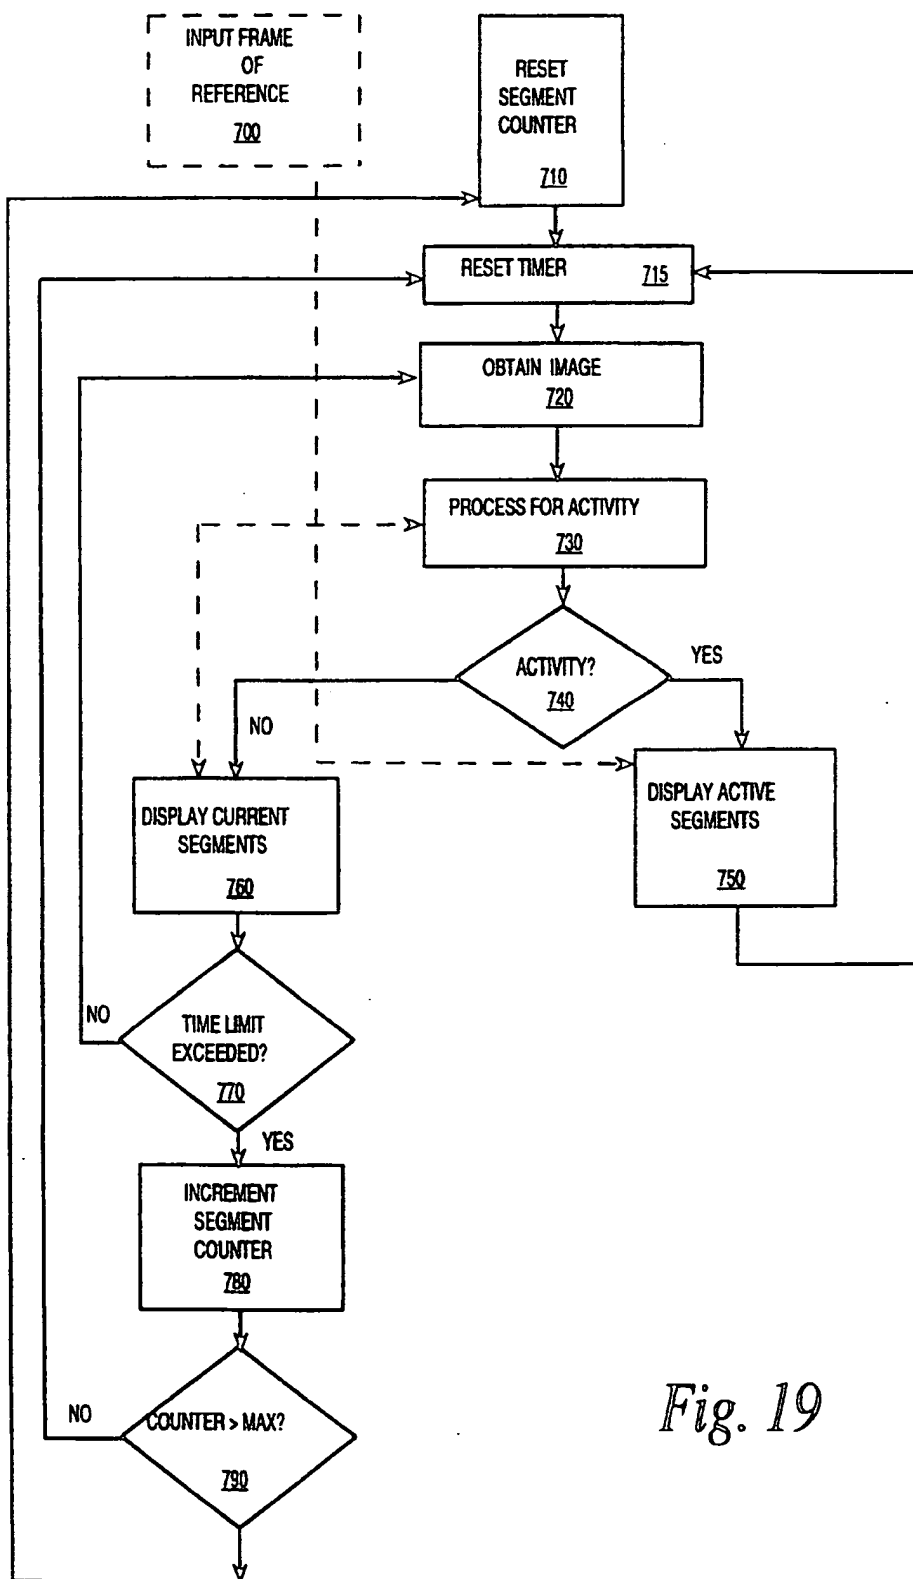 INPUT FRAME
OF
REFERENCE
700
RESET
SEGMENT
COUNTER
710
RESET TIMER 715
OBTAIN IMAGE
720
PROCESS FOR ACTIVITY
730
ACTIVITY?
740
YES
NO
DISPLAY CURRENT
SEGMENTS
760
DISPLAY ACTIVE
SEGMENTS
750
NO
TIME LIMIT
EXCEEDED?
770
YES
INCREMENT
SEGMENT
COUNTER
780
NO
COUNTER > MAX?
790
Fig. 19